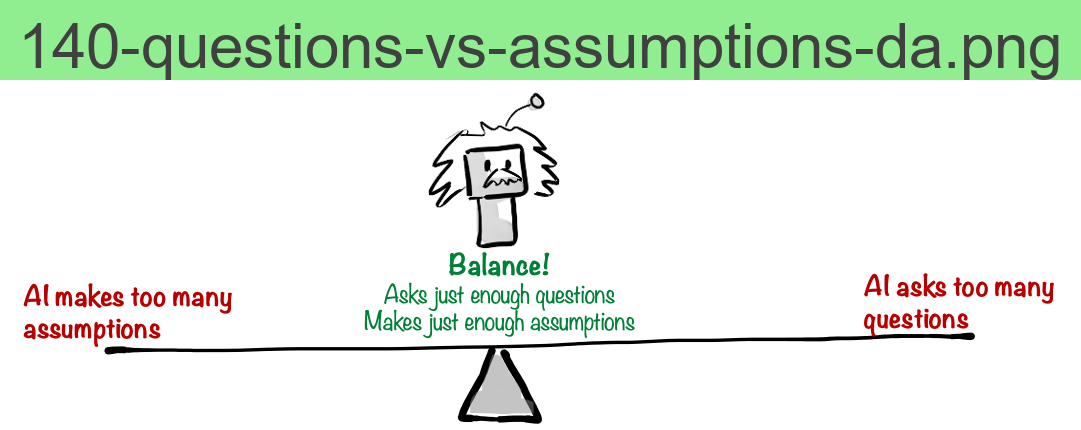 140-questions-vs-assumptions-da.png
Balance!
Asks just enough questions
Makes just enough assumptions
AI makes too many
assumptions
AI asks too many
questions